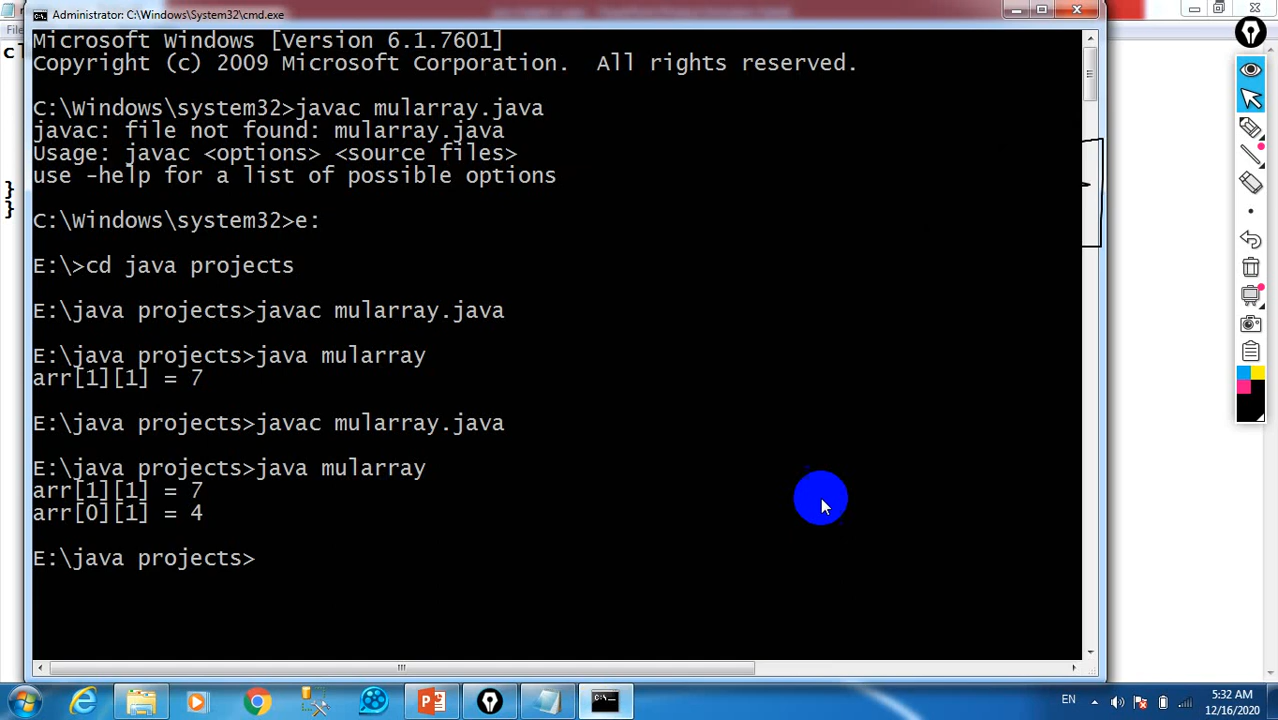 Administrator: C:\Windows\System32\cmd.exe
File
cl
}
}
Microsoft Windows [Version 6.1.7601]
Copyright (c) 2009 Microsoft Corporation.  All rights reserved.
C:\Windows\system32>javac mularray.java
javac: file not found: mularray.java
Usage: javac <options> <source files>
use -help for a list of possible options
C:\Windows\system32>e:
E:\>cd java projects
E:\java projects>javac mularray.java
E:\java projects>java mularray
arr[1][1] = 7
E:\java projects>javac mularray.java
E:\java projects>java mularray
arr[1][1] = 7
arr[0][1] = 4
E:\java projects>
EN
5:32 AM
12/16/2020